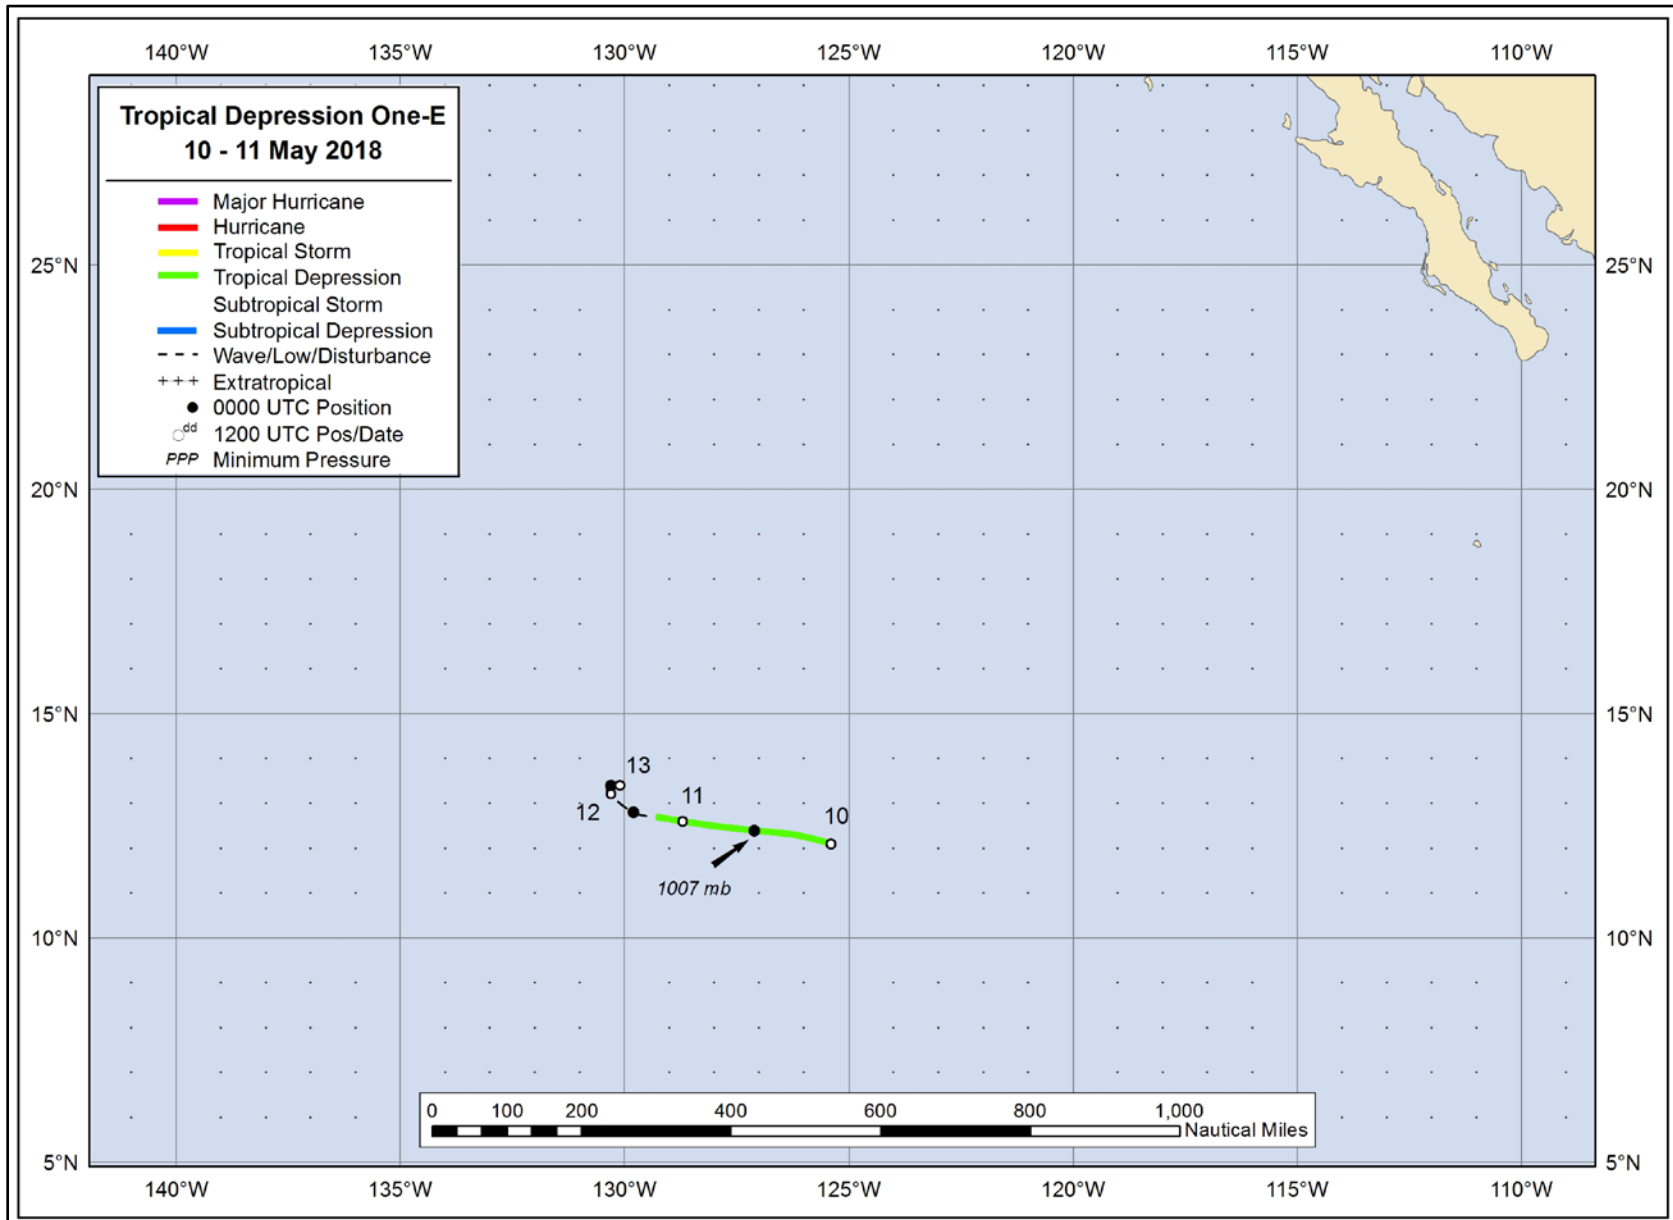 140°W 135°W 130°W 125°W 120°W 115°W 110°W
Tropical Depression One-E
10 - 11 May 2018
Major Hurricane
Hurricane
Tropical Storm
Tropical Depression
Subtropical Storm
Subtropical Depression
Wave/Low/Disturbance
+++ Extratropical
0000 UTC Position
dd 1200 UTC Pos/Date
PPP Minimum Pressure
25°N 25°N
20°N 20°N
15°N 15°N
13
11
12
10
1007 mb
10°N 10°N
0 100 200 400 600 800 1,000
Nautical Miles
5°N 5°N
140°W 135°W 130°W 125°W 120°W 115°W 110°W